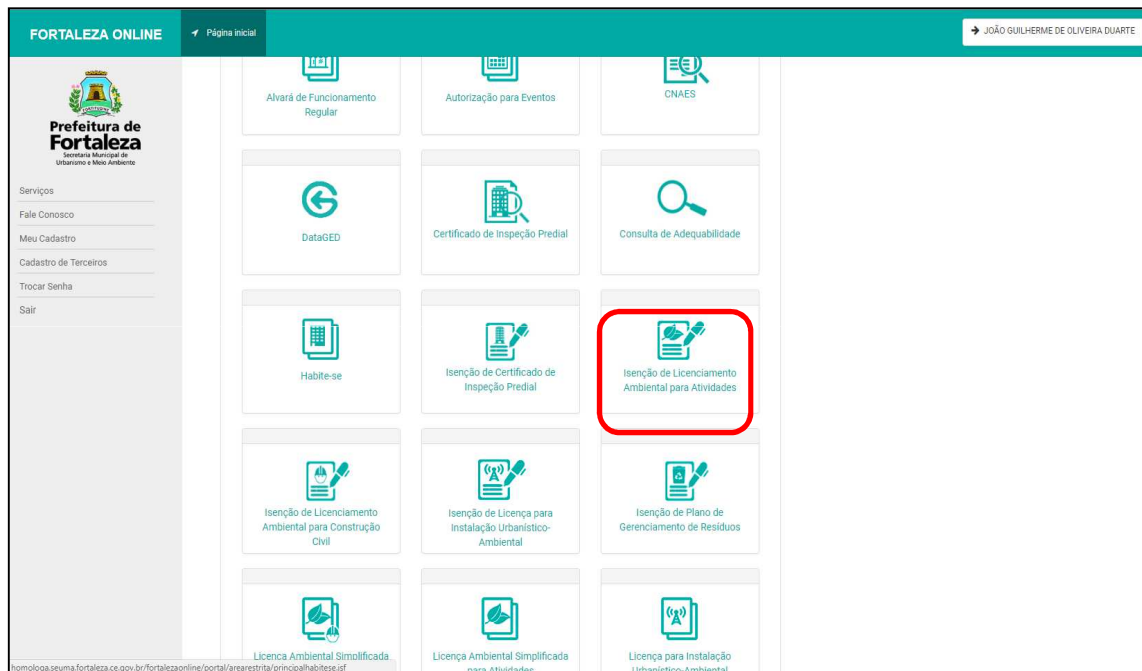 FORTALEZA ONLINE
Página inicial
JOÃO GUILHERME DE OLIVEIRA DUARTE
Prefeitura de
Fortaleza
Secretaria Municipal de
Urbanismo e Meio Ambiente
Serviços
Fale Conosco
Meu Cadastro
Cadastro de Terceiros
Trocar Senha
Sair
Alvará de Funcionamento
Regular
Autorização para Eventos
CNAES
DataGED
Certificado de Inspeção Predial
Consulta de Adequabilidade
Habite-se
Isenção de Certificado de
Inspeção Predial
Isenção de Licenciamento
Ambiental para Atividades
Isenção de Licenciamento
Ambiental para Construção
Civil
Isenção de Licença para
Instalação Urbanístico-
Ambiental
Isenção de Plano de
Gerenciamento de Resíduos
Licença Ambiental Simplificada
Licença Ambiental Simplificada
para Atividades
Licença para Instalação
Urbanístico-Ambiental
homologa.seuma.fortaleza.ce.gov.br/fortalezaonline/portal/arearestrita/principalhabitese.jsf